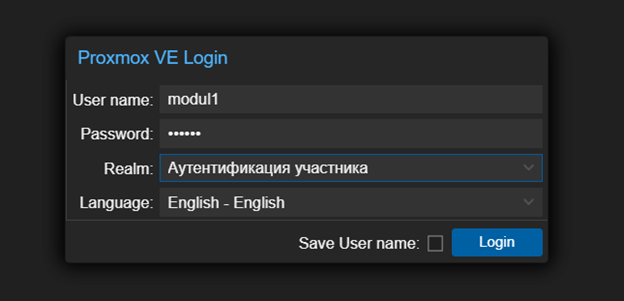 Proxmox VE Login
User name: modul1
Password: ••••••
Realm: Аутентификация участника
Language: English - English
Save User name: Login